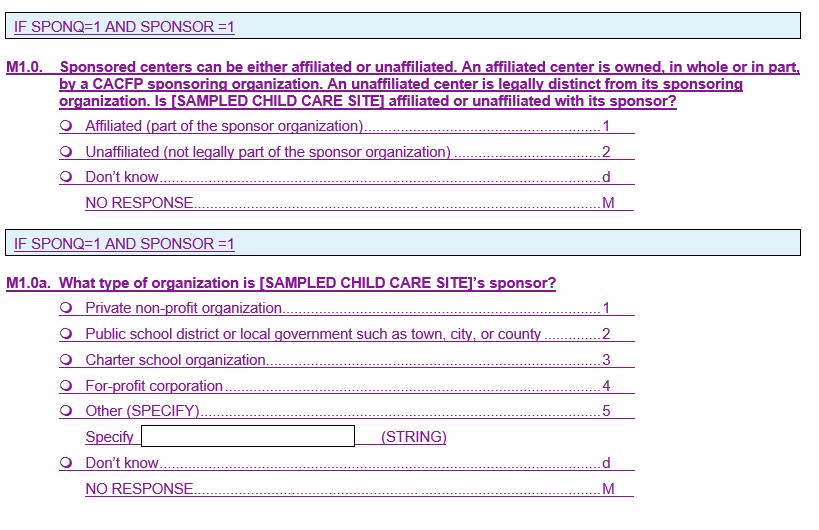 IF SPONQ=1 AND SPONSOR =1
M1.0. Sponsored centers can be either affiliated or unaffiliated. An affiliated center is owned, in whole or in part,
by a CACFP sponsoring organization. An unaffiliated center is legally distinct from its sponsoring
organization. Is [SAMPLED CHILD CARE SITE] affiliated or unaffiliated with its sponsor?
Affiliated (part of the sponsor organization) 1
Unaffiliated (not legally part of the sponsor organization) 2
Don't know d
NO RESPONSE M
IF SPONQ=1 AND SPONSOR =1
M1.0a. What type of organization is [SAMPLED CHILD CARE SITE]'s sponsor?
Private non-profit organization 1
Public school district or local government such as town, city, or county 2
Charter school organization 3
For-profit corporation 4
Other (SPECIFY) 5
Specify (STRING)
Don't know d
NO RESPONSE M